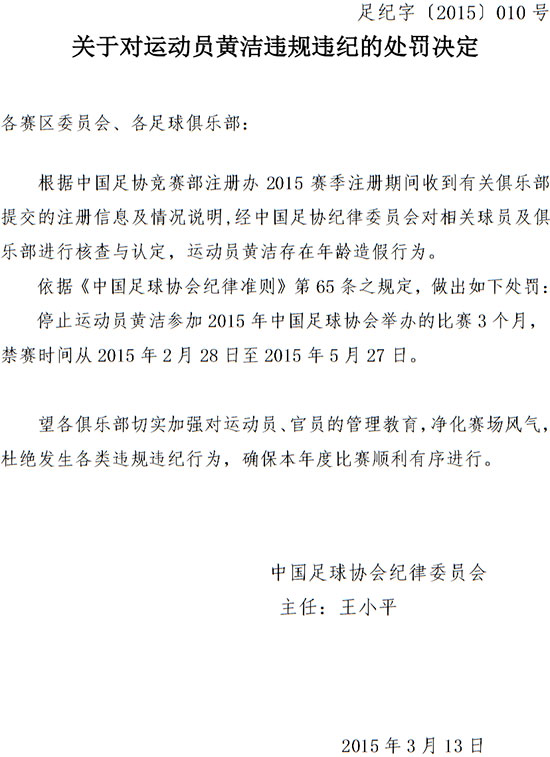 足纪字〔2015〕010 号
关于对运动员黄洁违规违纪的处罚决定
各赛区委员会、各足球俱乐部：
根据中国足协竞赛部注册办 2015 赛季注册期间收到有关俱乐部
提交的注册信息及情况说明，经中国足协纪律委员会对相关球员及俱
乐部进行核查与认定，运动员黄洁存在年龄造假行为。
依据《中国足球协会纪律准则》第 65 条之规定，做出如下处罚：
停止运动员黄洁参加 2015 年中国足球协会举办的比赛 3 个月，
禁赛时间从 2015 年 2 月 28 日至 2015 年 5 月 27 日。
望各俱乐部切实加强对运动员、官员的管理教育，净化赛场风气，
杜绝发生各类违规违纪行为，确保本年度比赛顺利有序进行。
中国足球协会纪律委员会
主任：王小平
2015 年 3 月 13 日